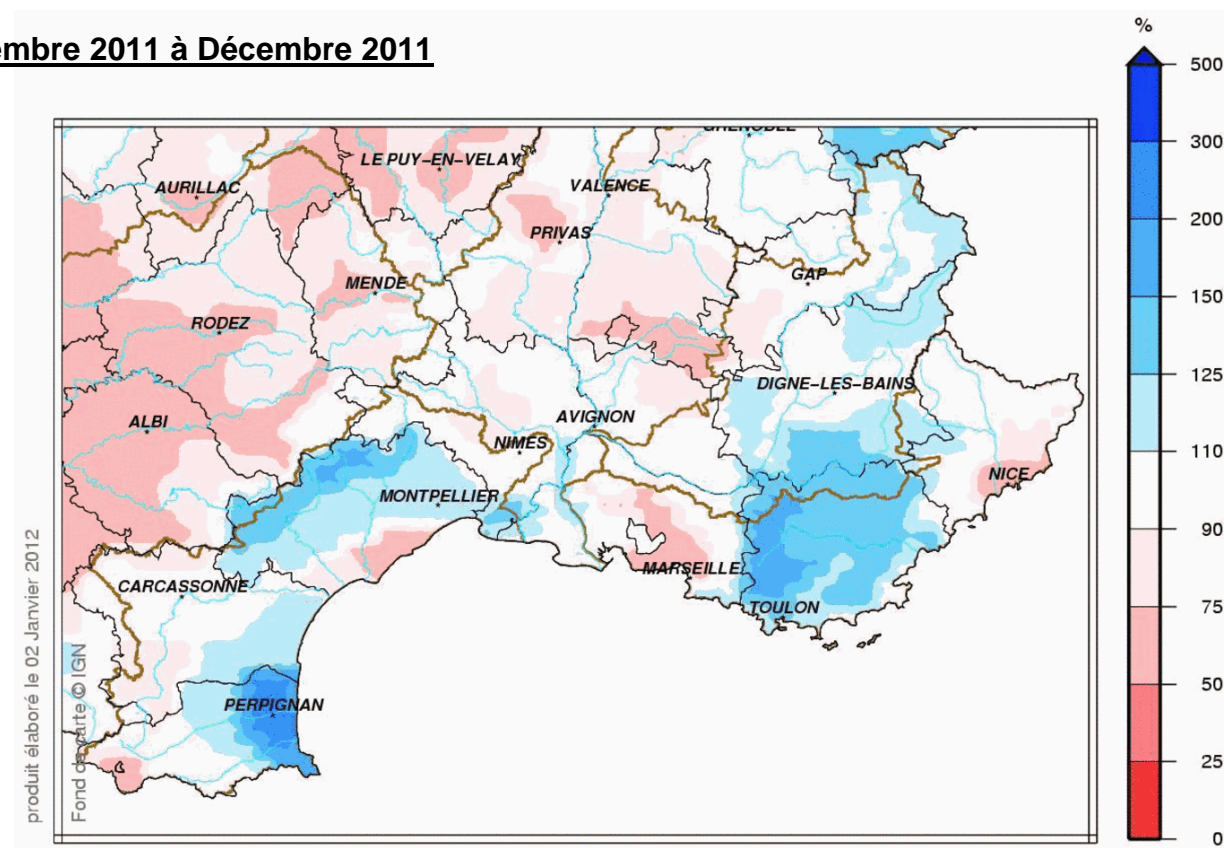 embre 2011 à Décembre 2011
%
500
300
200
150
125
110
90
75
50
25
0
GRENOBLE
LE PUY-EN-VELAY
AURILLAC
VALENCE
PRIVAS
GAP
MENDE
RODEZ
DIGNE-LES-BAINS
ALBI
AVIGNON
NIMES
NICE
MONTPELLIER
MARSEILLE
CARCASSONNE
TOULON
PERPIGNAN
produit élaboré le 02 Janvier 2012
Fond de carte © IGN